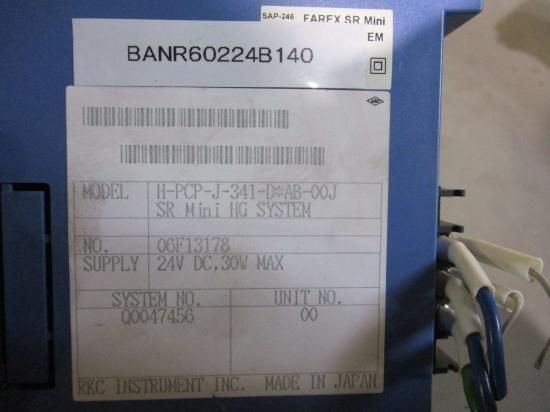 SAP-246 FAREX SR Mini
EM
BANR60224B140
MODEL H-PCP-J-341-D*AB-00J
SR Mini HG SYSTEM
NO. 06F13178
SUPPLY 24V DC,30W MAX
SYSTEM NO. UNIT NO.
Q0047456 00
RKC INSTRUMENT INC. MADE IN JAPAN